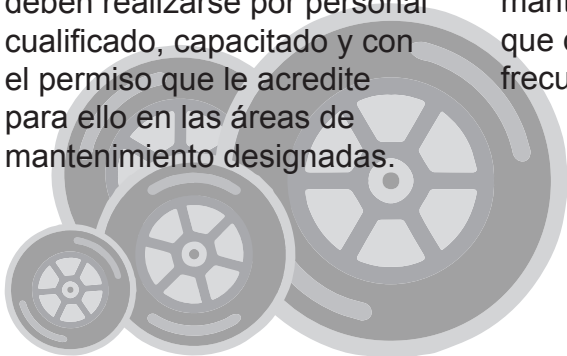 deben realizarse por personal
cualificado, capacitado y con
el permiso que le acredite
para ello en las áreas de
mantenimiento designadas.
que